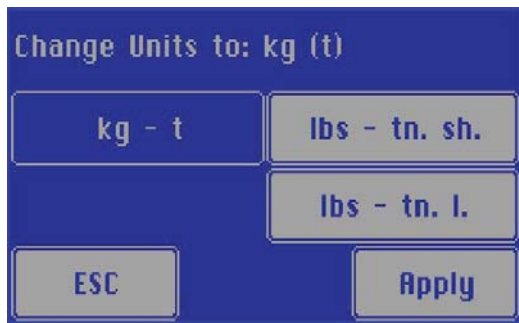 Change Units to: kg (t)
kg - t
lbs - tn. sh.
lbs - tn. l.
ESC
Apply